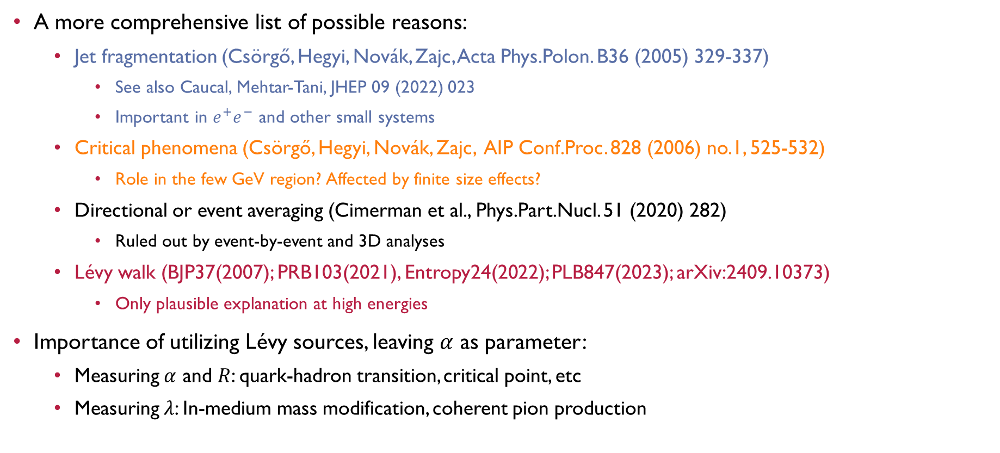 • A more comprehensive list of possible reasons:
• Jet fragmentation (Csörgő, Hegyi, Novák, Zajc, Acta Phys.Polon. B36 (2005) 329-337)
• See also Caucal, Mehtar-Tani, JHEP 09 (2022) 023
• Important in e⁺e⁻ and other small systems
• Critical phenomena (Csörgő, Hegyi, Novák, Zajc, AIP Conf.Proc. 828 (2006) no.1, 525-532)
• Role in the few GeV region? Affected by finite size effects?
• Directional or event averaging (Cimerman et al., Phys.Part.Nucl. 51 (2020) 282)
• Ruled out by event-by-event and 3D analyses
• Lévy walk (BJP37(2007); PRB103(2021), Entropy24(2022); PLB847(2023); arXiv:2409.10373)
• Only plausible explanation at high energies
• Importance of utilizing Lévy sources, leaving α as parameter:
• Measuring α and R: quark-hadron transition, critical point, etc
• Measuring λ: In-medium mass modification, coherent pion production